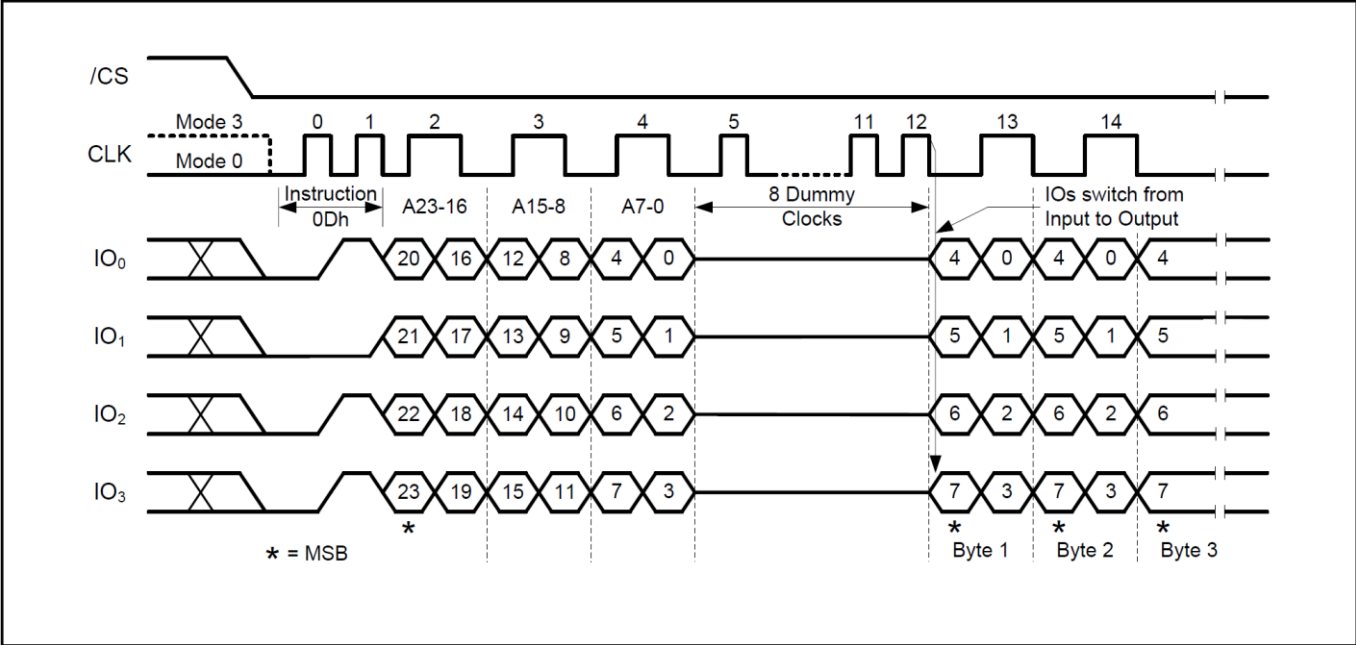 /CS
Mode 3 0 1 2 3 4 5 11 12 13 14
CLK
Mode 0
Instruction
0Dh
A23-16 A15-8 A7-0
8 Dummy
Clocks
IOs switch from
Input to Output
IO₀ 20 16 12 8 4 0 4 0 4 0 4
IO₁ 21 17 13 9 5 1 5 1 5 1 5
IO₂ 22 18 14 10 6 2 6 2 6 2 6
IO₃ 23 19 15 11 7 3 7 3 7 3 7
* * * *
* = MSB Byte 1 Byte 2 Byte 3